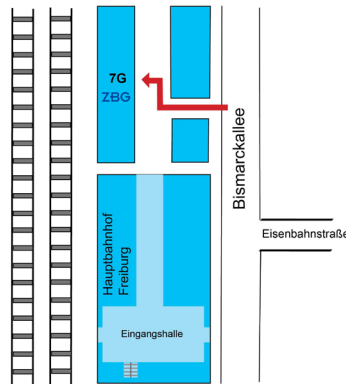 7G
ZBG
Bismarckallee
Hauptbahnhof
Freiburg
Eisenbahnstraße
Eingangshalle